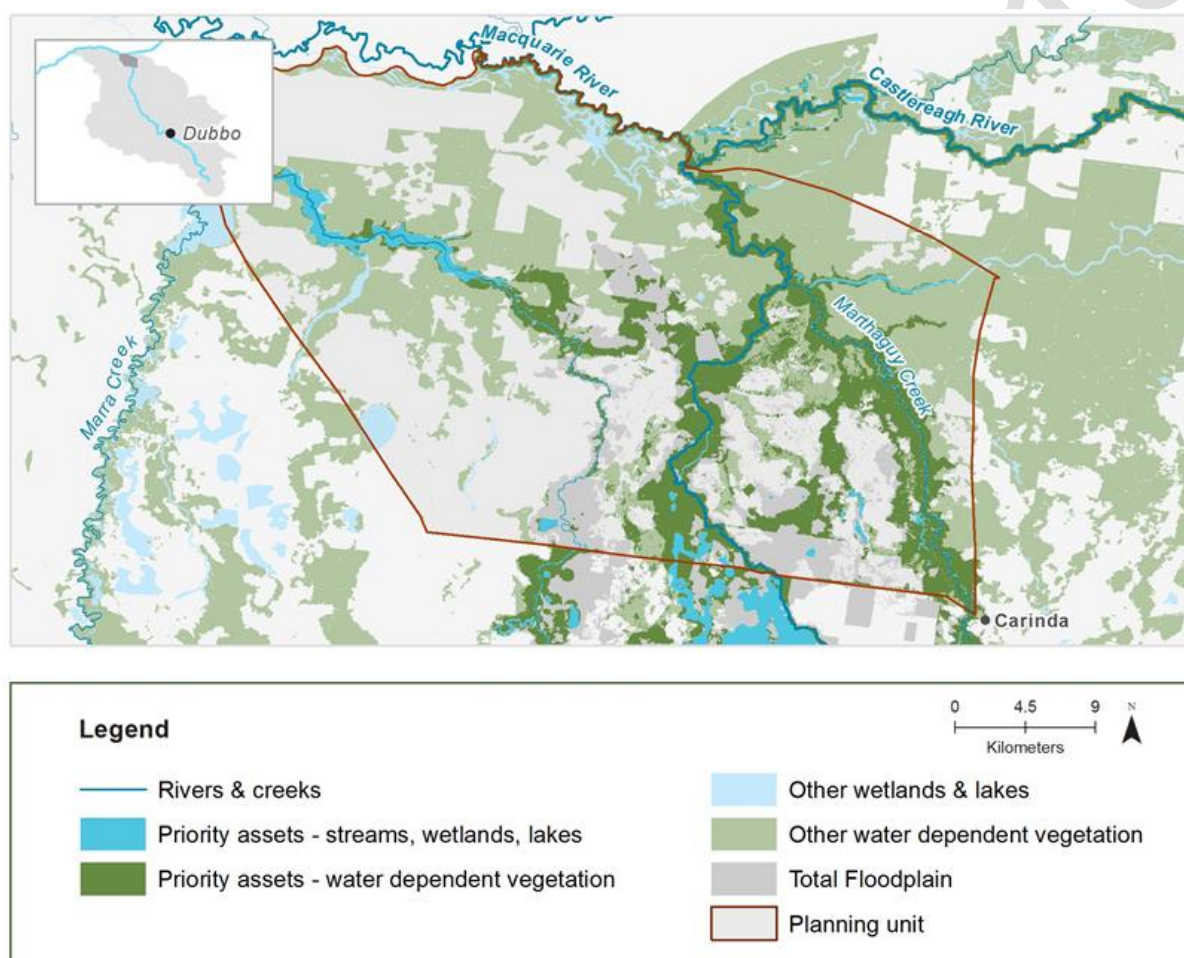 Macquarie River
Castlereagh River
Dubbo
Marra Creek
Marthaguy Creek
Carinda
Legend
0 4.5 9
N
Kilometers
Rivers & creeks
Priority assets - streams, wetlands, lakes
Priority assets - water dependent vegetation
Other wetlands & lakes
Other water dependent vegetation
Total Floodplain
Planning unit